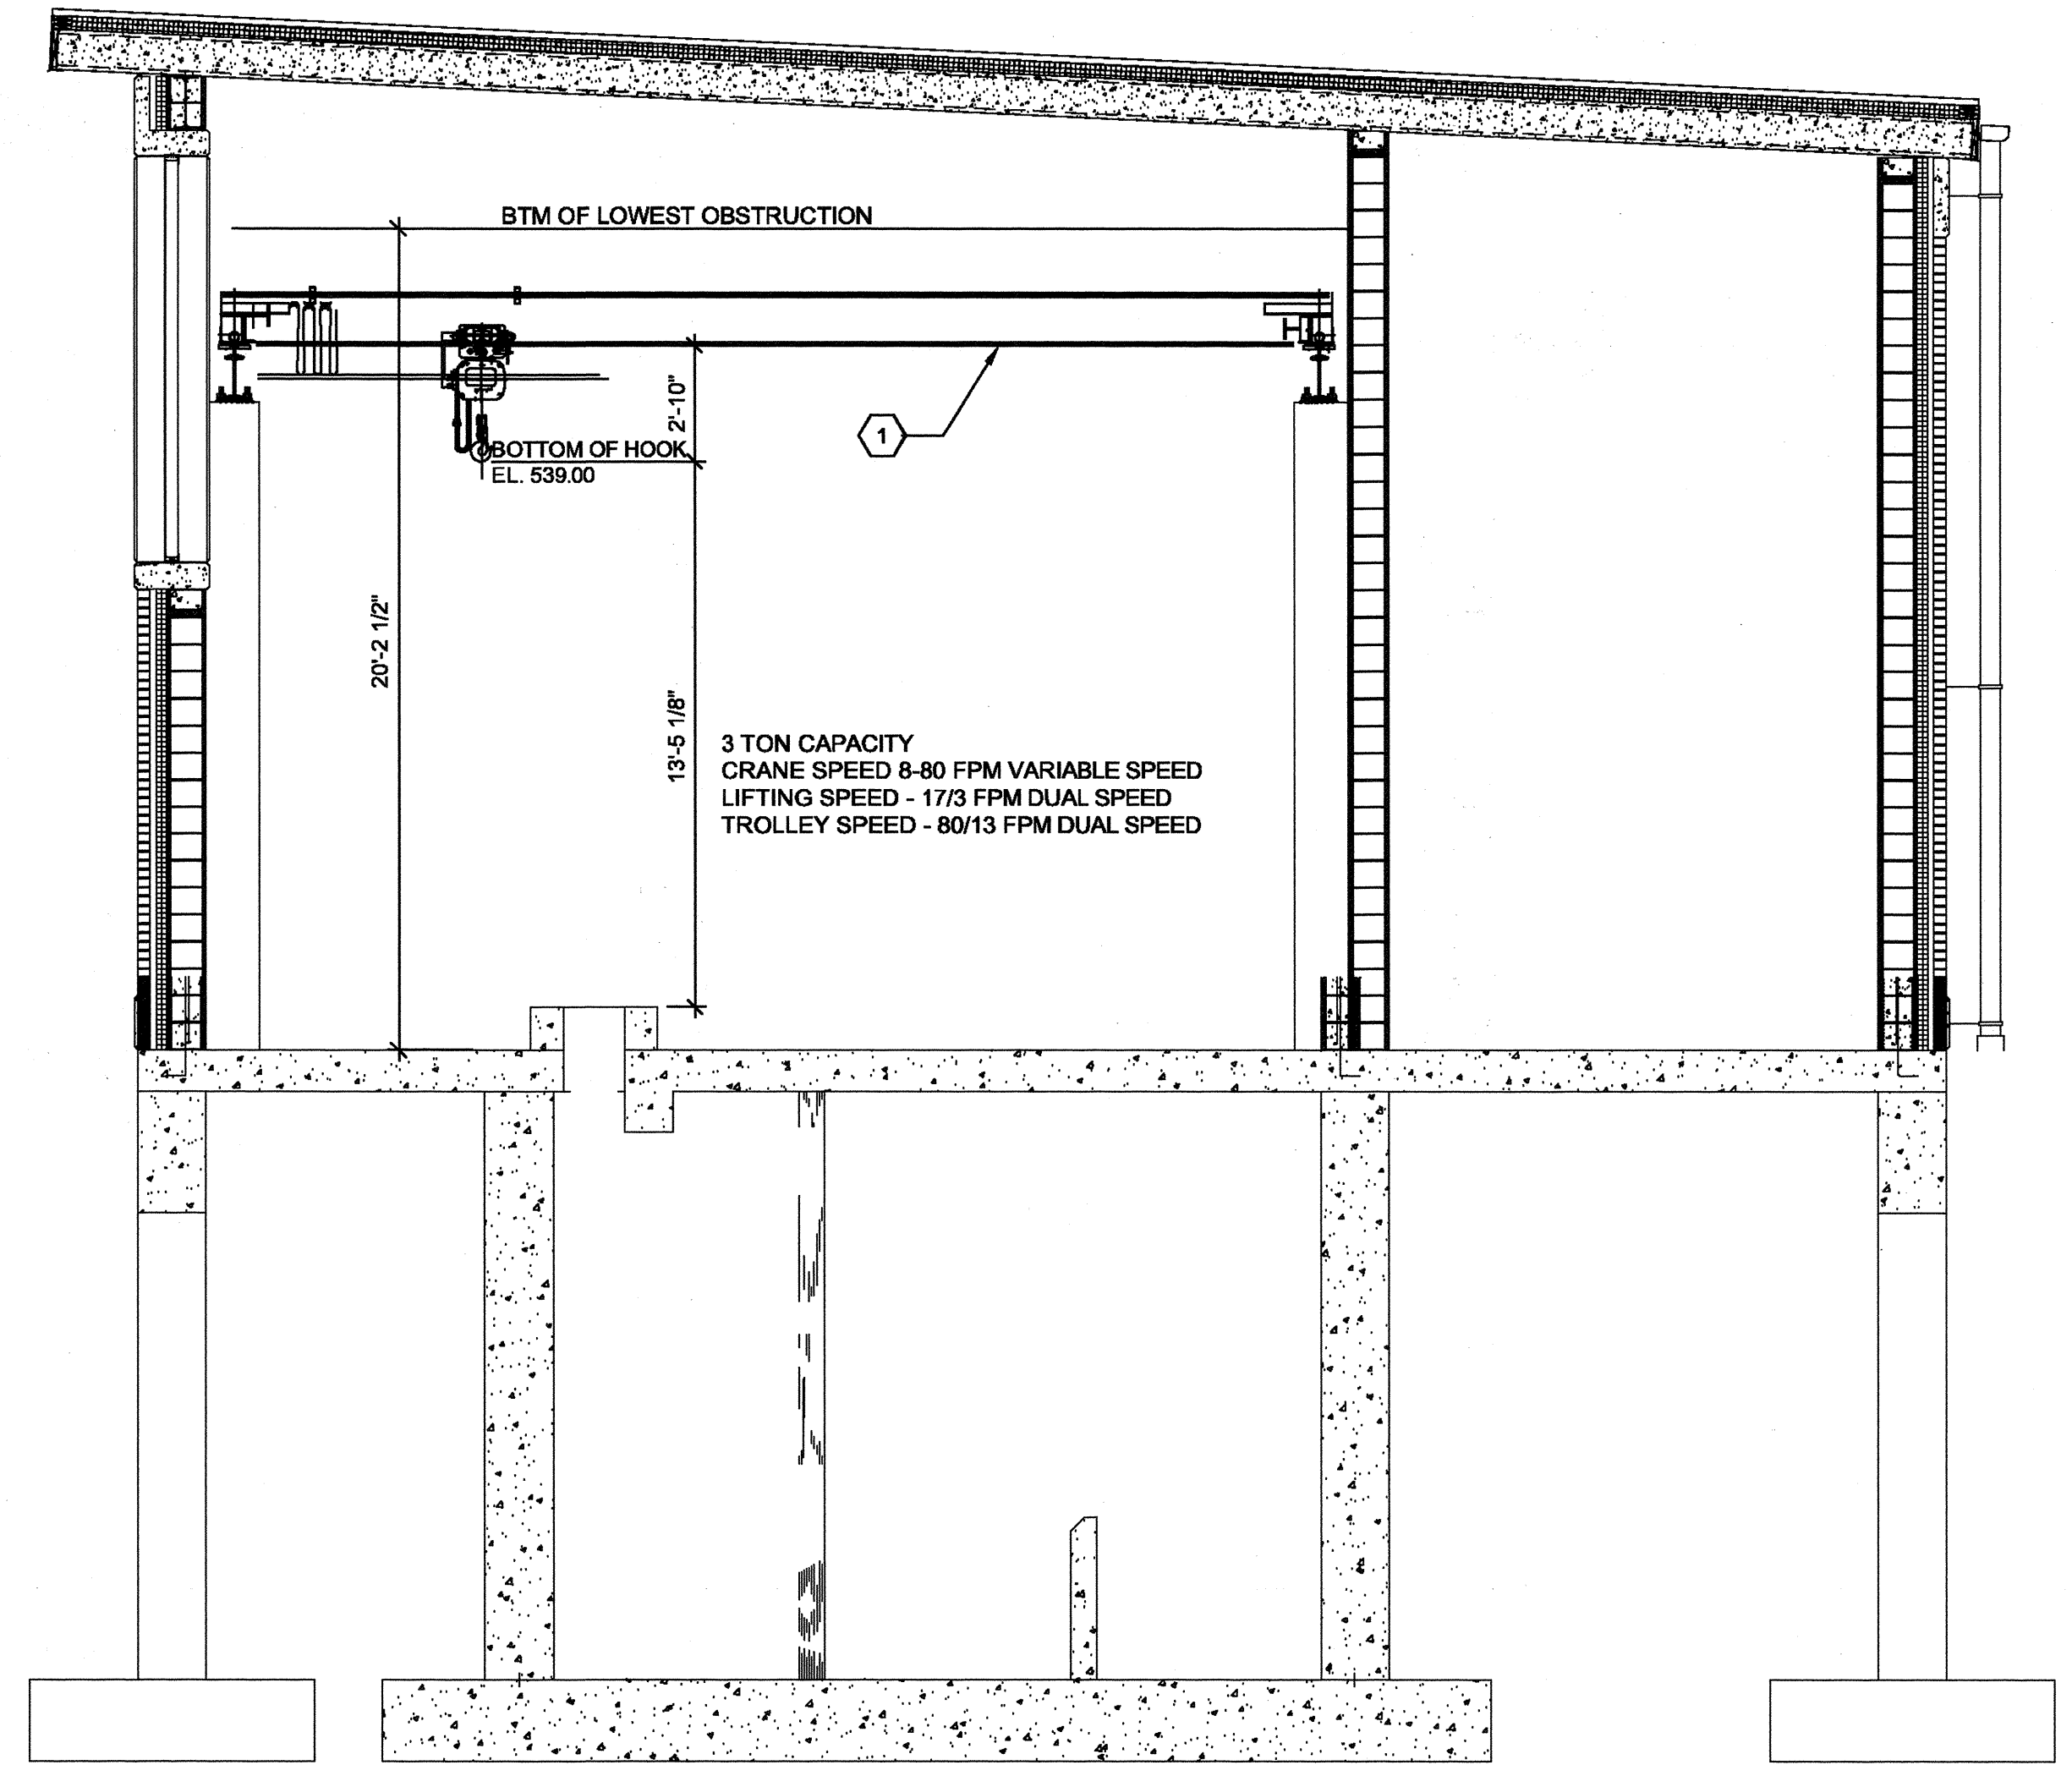 BTM OF LOWEST OBSTRUCTION
2'-10"
1
BOTTOM OF HOOK
EL. 539.00
20'-2 1/2"
13'-5 1/8"
3 TON CAPACITY
CRANE SPEED 8-80 FPM VARIABLE SPEED
LIFTING SPEED - 17/3 FPM DUAL SPEED
TROLLEY SPEED - 80/13 FPM DUAL SPEED